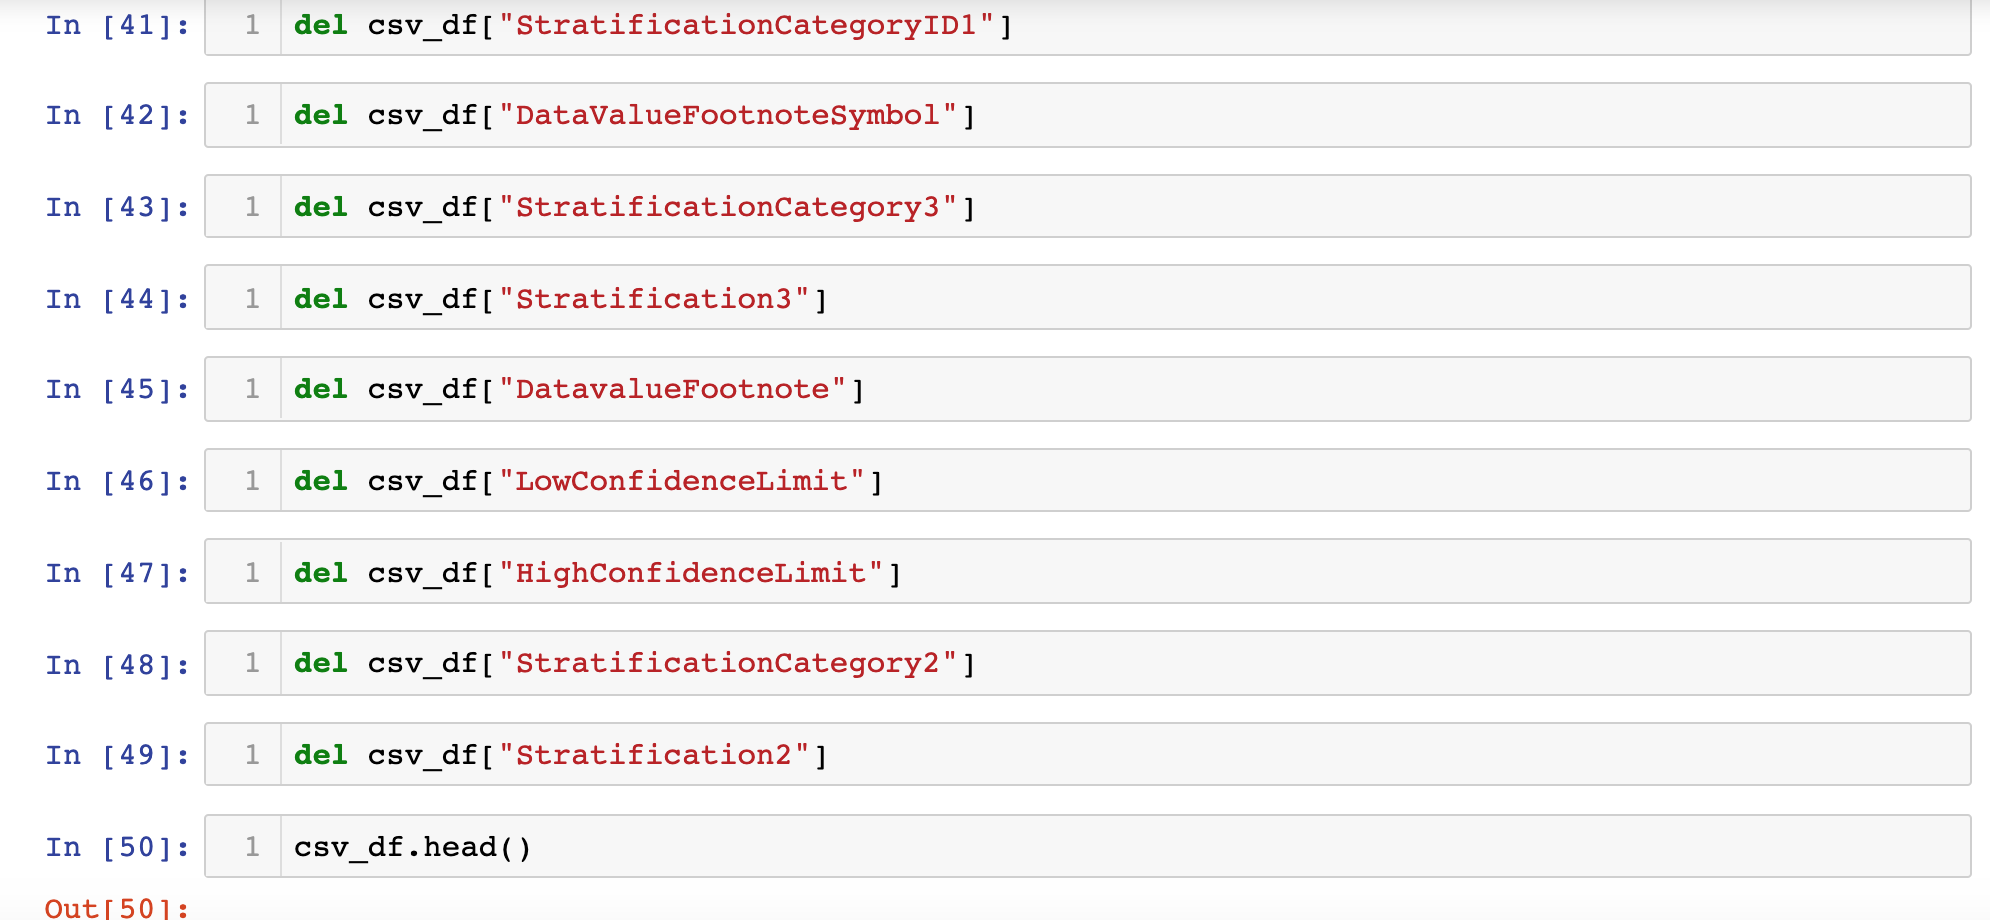 In [41]: 1 del csv_df["StratificationCategoryID1"]
In [42]: 1 del csv_df["DataValueFootnoteSymbol"]
In [43]: 1 del csv_df["StratificationCategory3"]
In [44]: 1 del csv_df["Stratification3"]
In [45]: 1 del csv_df["DatavalueFootnote"]
In [46]: 1 del csv_df["LowConfidenceLimit"]
In [47]: 1 del csv_df["HighConfidenceLimit"]
In [48]: 1 del csv_df["StratificationCategory2"]
In [49]: 1 del csv_df["Stratification2"]
In [50]: 1 csv_df.head()
Out[50]: